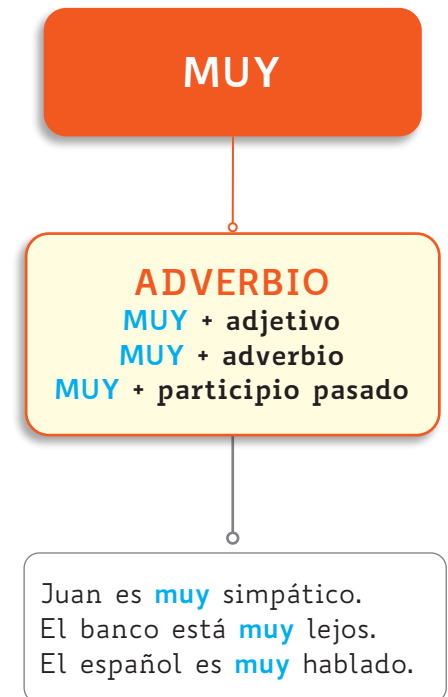 MUY
ADVERBIO
MUY + adjetivo
MUY + adverbio
MUY + participio pasado
Juan es muy simpático.
El banco está muy lejos.
El español es muy hablado.